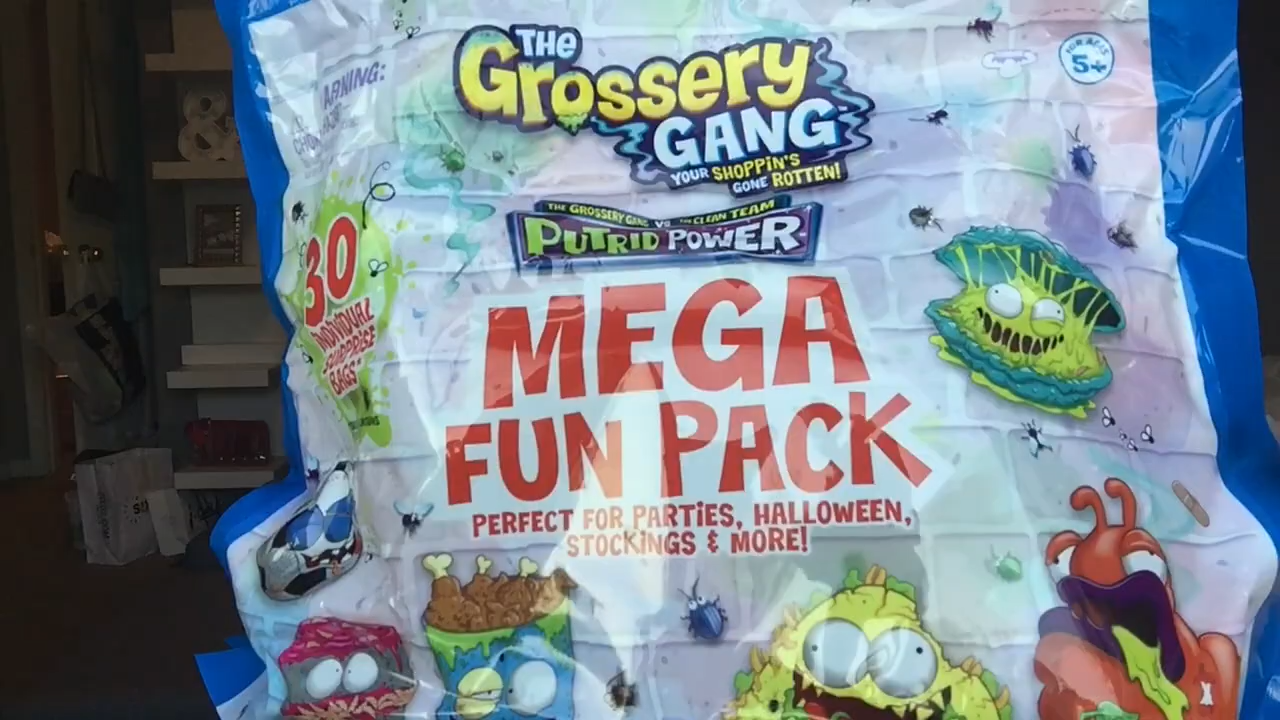 THE
Grossery
GANG
YOUR SHOPPiN'S
GONE ROTTEN!
FOR AGES
5+
ARNING:
THE GROSSERY GANG VS THE CLEAN TEAM
PUTRID POWER
30
INDIVIDUAL
SURPRISE
BAGS*
MEGA
FUN PACK
PERFECT FOR PARTiES, HALLOWEEN,
STOCKiNGS & MORE!
&